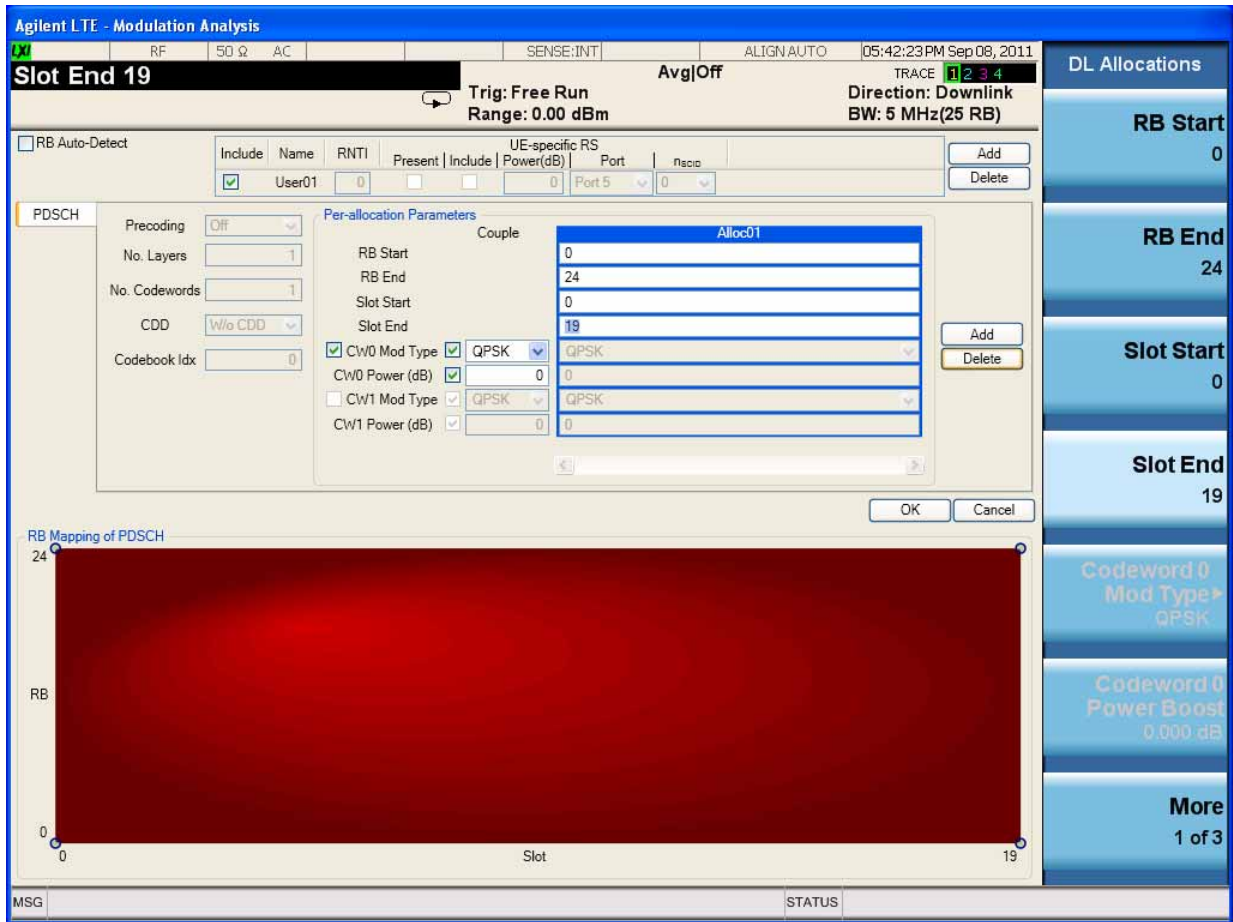 Agilent LTE - Modulation Analysis
LXI RF 50 Ω AC SENSE:INT ALIGN AUTO 05:42:23 PM Sep 08, 2011
Slot End 19
Trig: Free Run
Range: 0.00 dBm
Avg|Off
TRACE 1 2 3 4
Direction: Downlink
BW: 5 MHz(25 RB)
RB Auto-Detect
Include Name RNTI UE-specific RS
Present Include Power(dB) Port nSCID
User01 0 0 Port 5 0
Add
Delete
PDSCH
Precoding Off
No. Layers 1
No. Codewords 1
CDD W/o CDD
Codebook Idx 0
Per-allocation Parameters
Couple Alloc01
RB Start 0
RB End 24
Slot Start 0
Slot End 19
CW0 Mod Type QPSK QPSK
CW0 Power (dB) 0 0
CW1 Mod Type QPSK QPSK
CW1 Power (dB) 0 0
Add
Delete
OK Cancel
RB Mapping of PDSCH
24
RB
0
0 Slot 19
MSG STATUS
DL Allocations
RB Start
0
RB End
24
Slot Start
0
Slot End
19
Codeword 0
Mod Type
QPSK
Codeword 0
Power Boost
0.000 dB
More
1 of 3